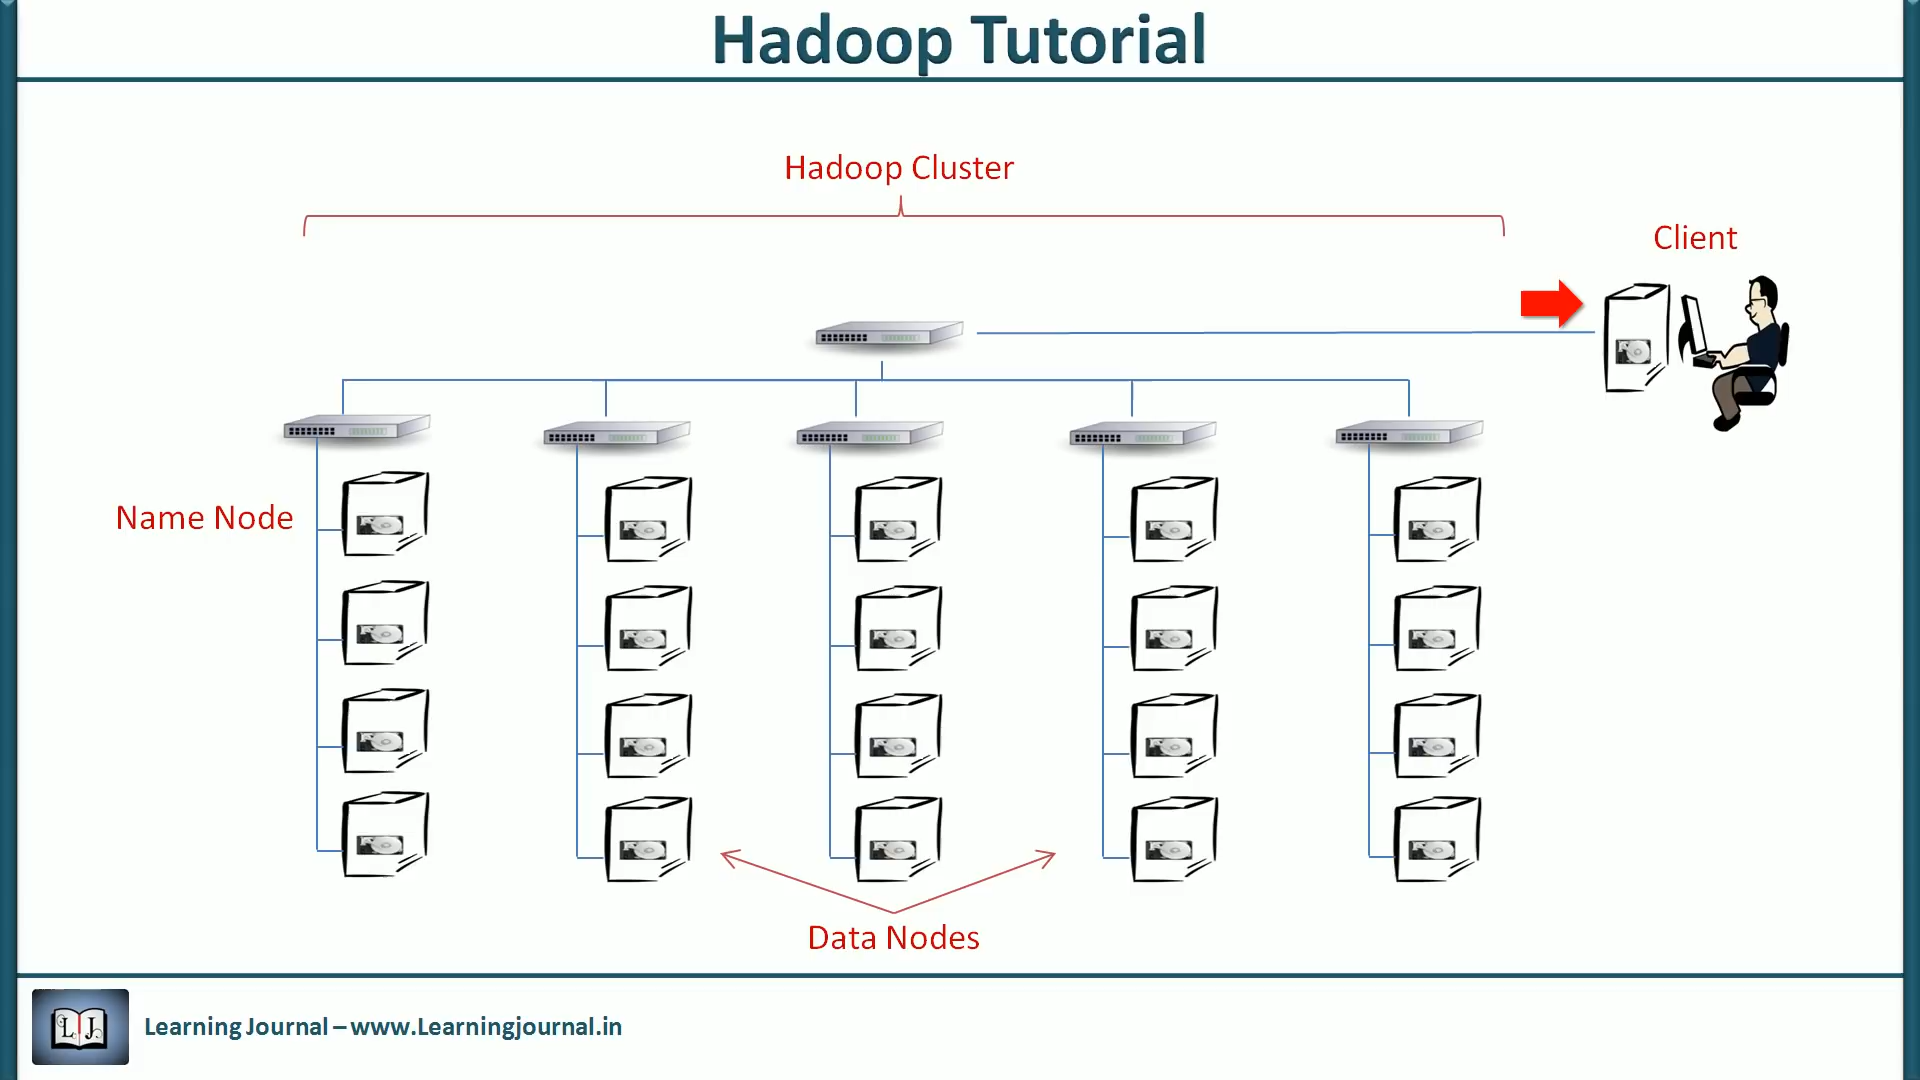 Hadoop Tutorial
Hadoop Cluster
Client
Name Node
Data Nodes
L J
Learning Journal – www.Learningjournal.in